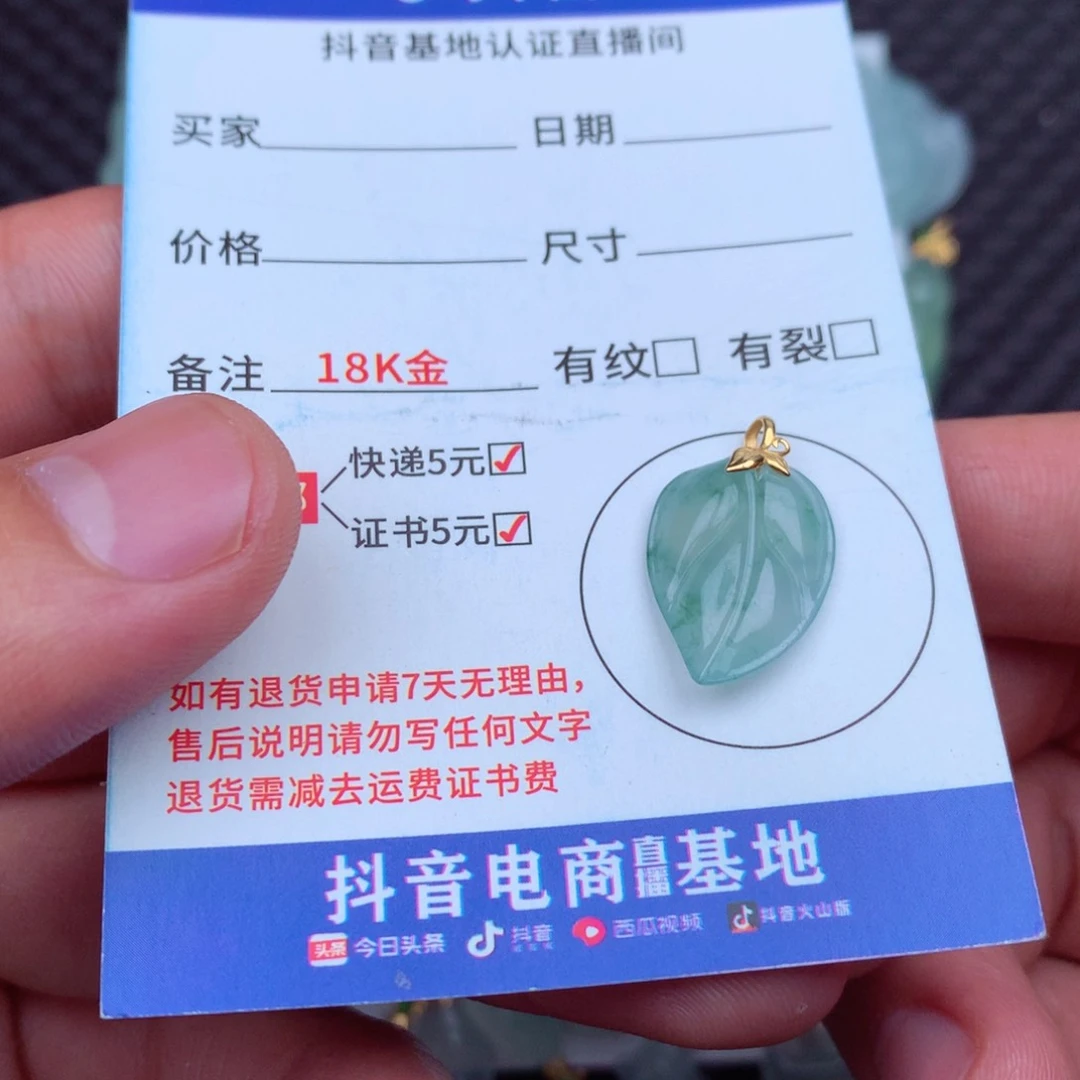 抖音基地认证直播间
买家 日期
价格 尺寸
备注 18K金 有纹 有裂
快递5元
证书5元
如有退货申请7天无理由，
售后说明请勿写任何文字
退货需减去运费证书费
抖音电商直播基地
头条 今日头条 抖音 西瓜视频 抖音火山版